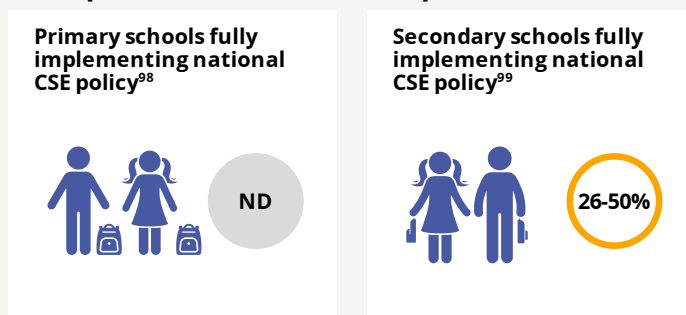 Primary schools fully
implementing national
CSE policy98
ND
Secondary schools fully
implementing national
CSE policy99
26-50%